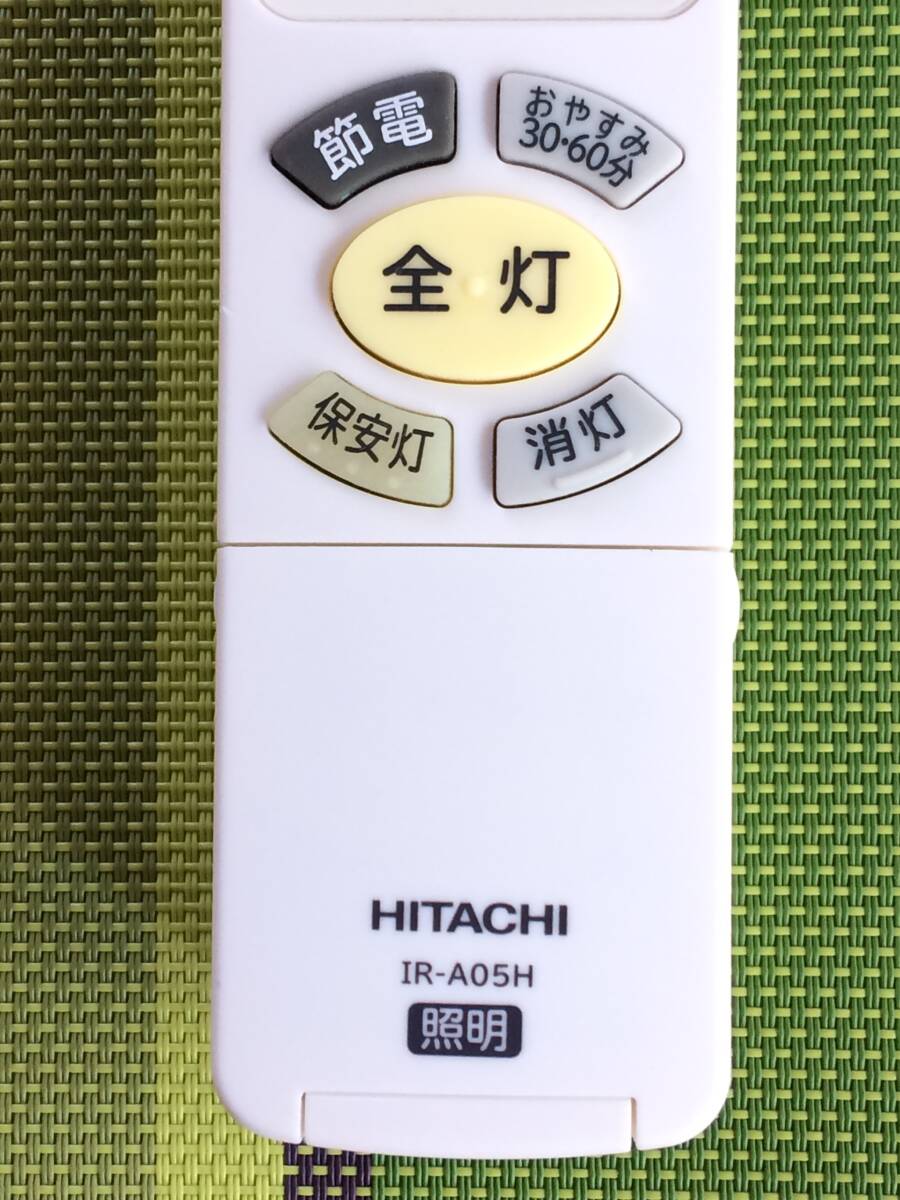 節電
おやすみ
30·60分
全灯
保安灯
消灯
HITACHI
IR-A05H
照明